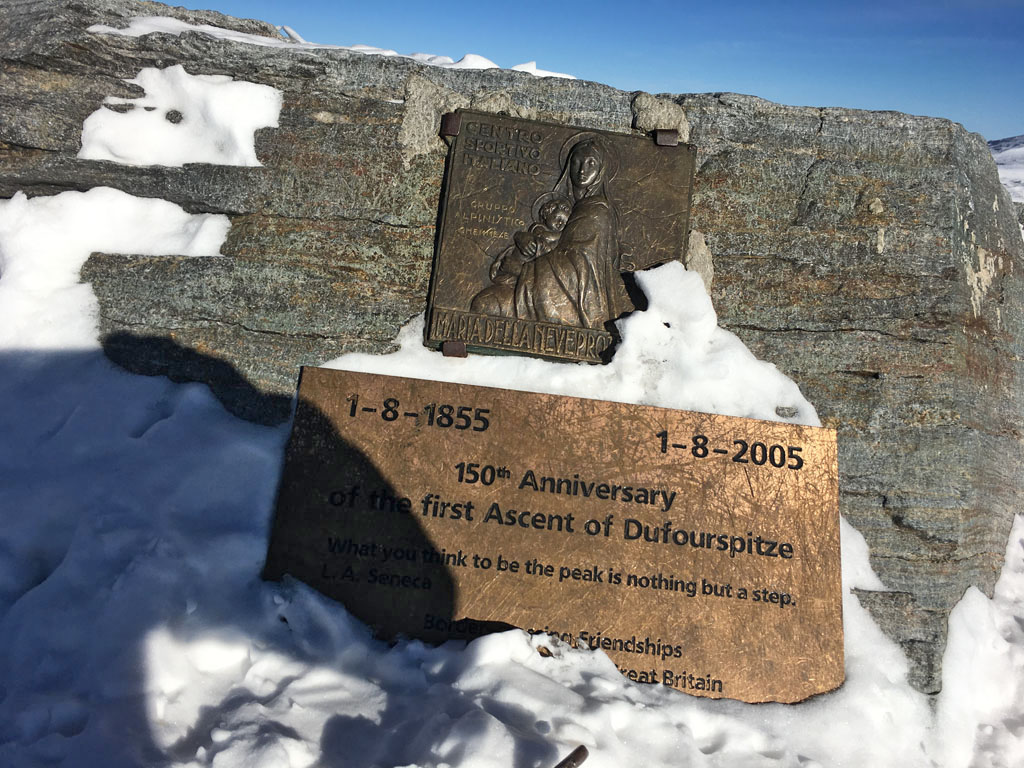 CENTRO
SPORTIVO
ITALIANO
GRUPPO
ALPINISTICO
MARIA DELLA NEVE PRO
1-8-1855
1-8-2005
150th Anniversary
of the first Ascent of Dufourspitze
What you think to be the peak is nothing but a step.
L. A. Seneca
Friendships
Great Britain